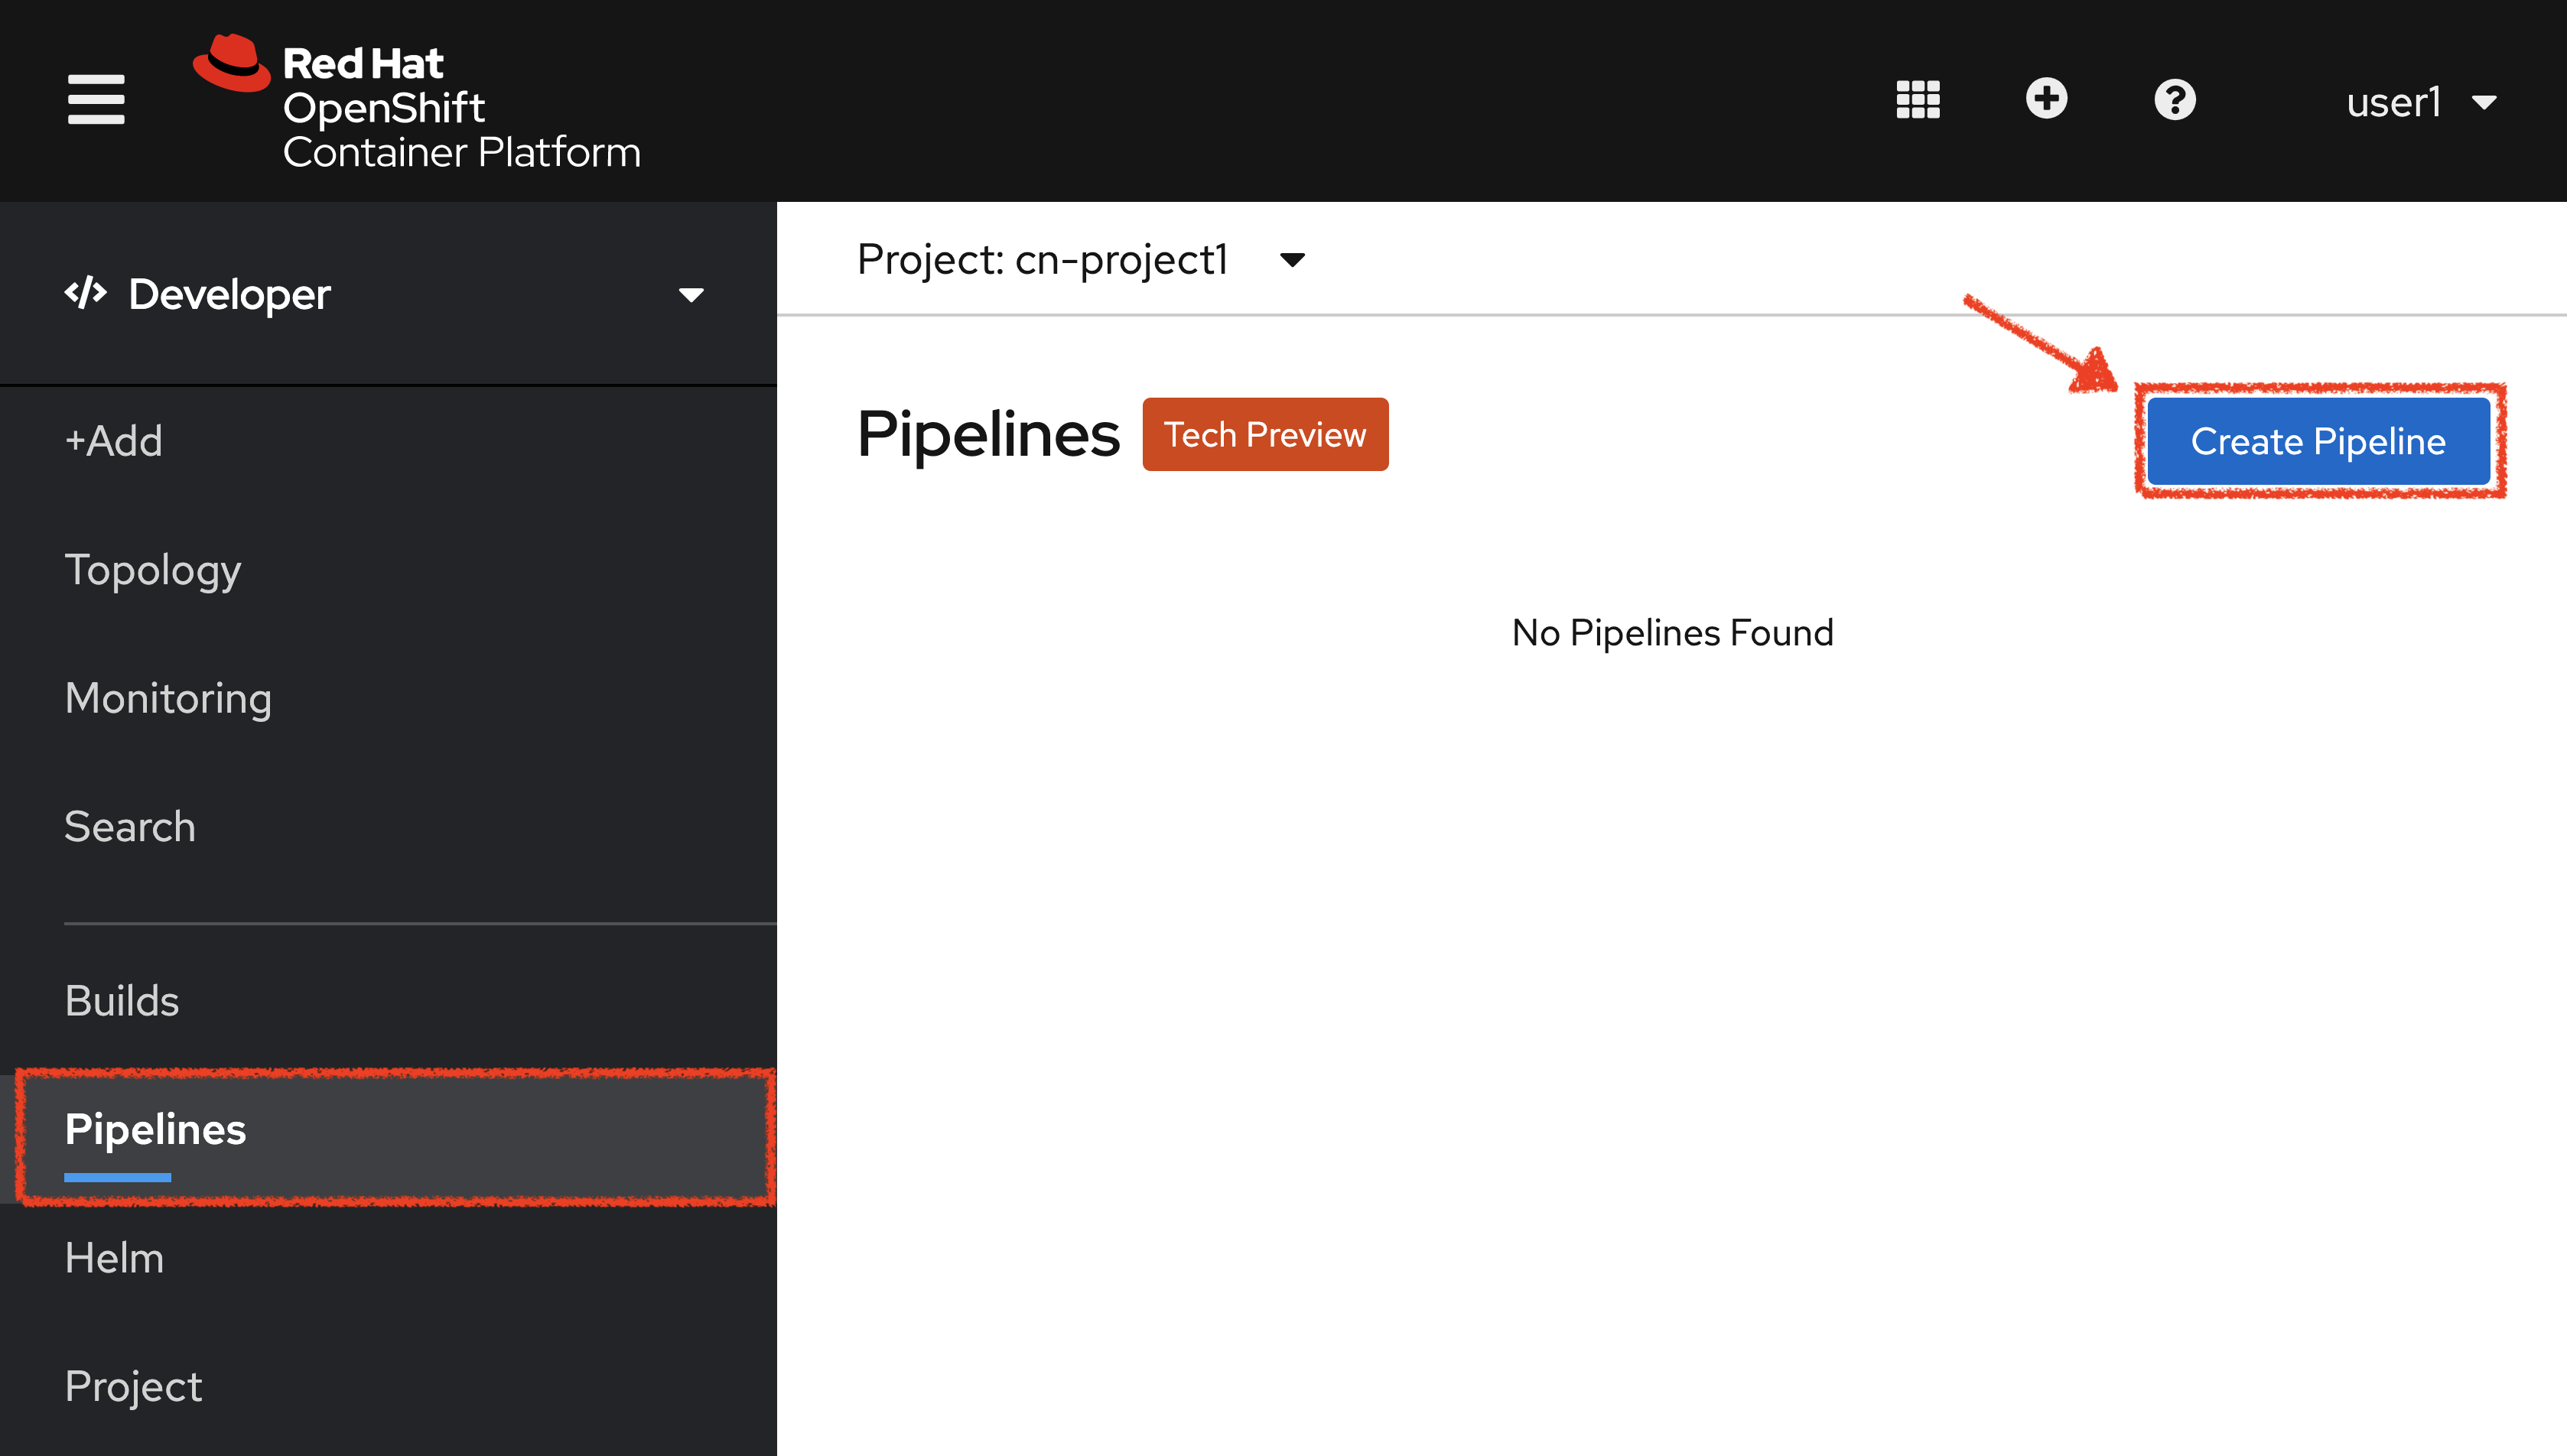 Red Hat
OpenShift
Container Platform
user1
Developer
+Add
Topology
Monitoring
Search
Builds
Pipelines
Helm
Project
Project: cn-project1
Pipelines
Tech Preview
Create Pipeline
No Pipelines Found